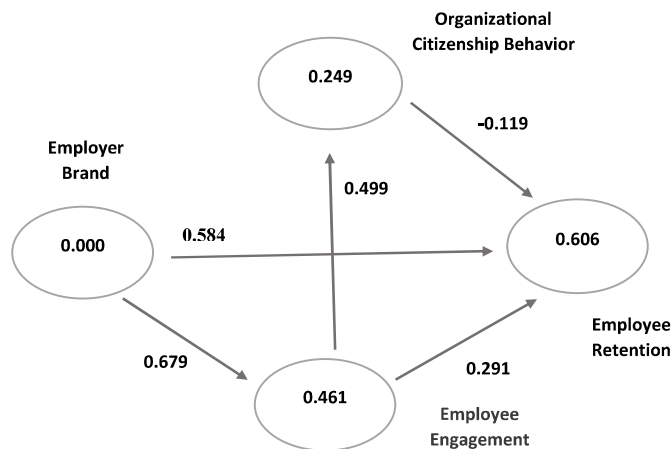 Organizational
Citizenship Behavior
0.249
-0.119
Employer
Brand
0.499
0.000
0.584
0.606
Employee
Retention
0.679
0.291
0.461
Employee
Engagement